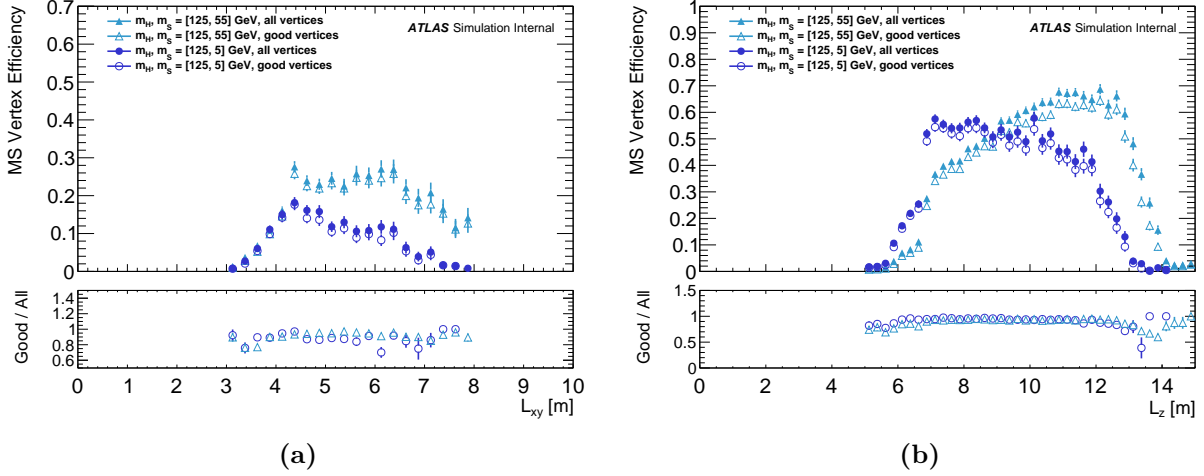 MS Vertex Efficiency
0.7
0.6
0.5
0.4
0.3
0.2
0.1
0
m_H, m_S = [125, 55] GeV, all vertices
m_H, m_S = [125, 55] GeV, good vertices
m_H, m_S = [125, 5] GeV, all vertices
m_H, m_S = [125, 5] GeV, good vertices
ATLAS Simulation Internal
Good / All
1.4
1.2
1
0.8
0.6
0 1 2 3 4 5 6 7 8 9 10
L_xy [m]
(a)
MS Vertex Efficiency
1
0.9
0.8
0.7
0.6
0.5
0.4
0.3
0.2
0.1
0
m_H, m_S = [125, 55] GeV, all vertices
m_H, m_S = [125, 55] GeV, good vertices
m_H, m_S = [125, 5] GeV, all vertices
m_H, m_S = [125, 5] GeV, good vertices
ATLAS Simulation Internal
Good / All
1.5
1
0.5
0
0 2 4 6 8 10 12 14
L_z [m]
(b)